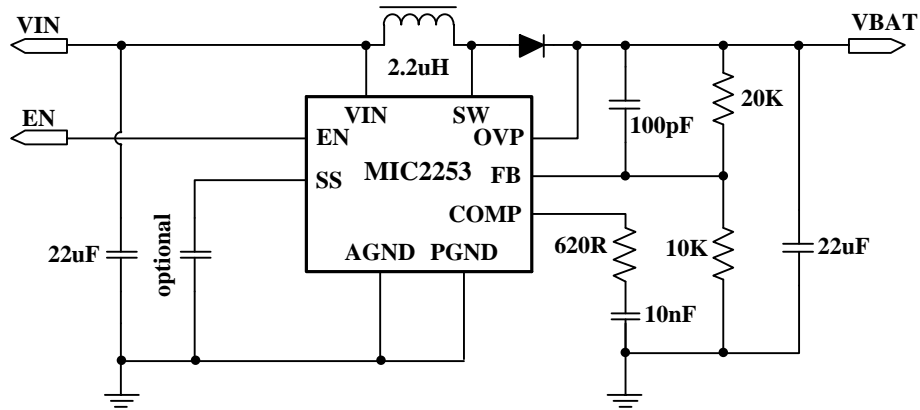 VIN
VBAT
2.2uH
EN
VIN
SW
EN
OVP
SS
MIC2253
FB
COMP
AGND
PGND
100pF
20K
22uF
optional
620R
10K
22uF
10nF